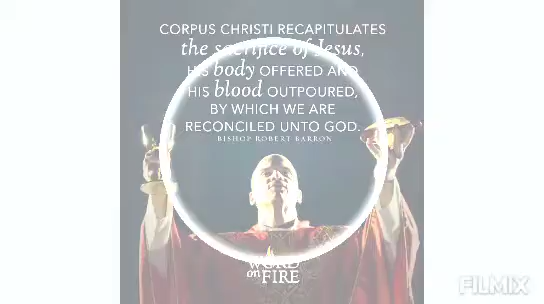 CORPUS CHRISTI RECAPITULATES
the sacrifice of Jesus,
HIS body OFFERED AND
HIS blood OUTPOURED,
BY WHICH WE ARE
RECONCILED UNTO GOD.
BISHOP ROBERT BARRON
WORD
on FIRE
FILMIX